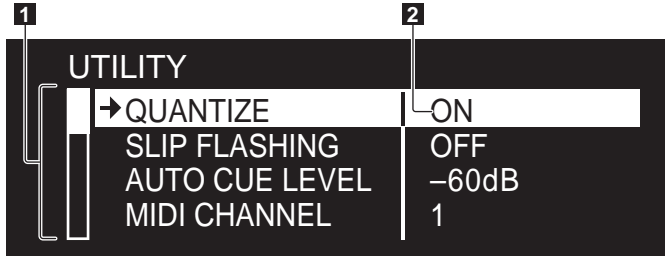 1 2
UTILITY
➔QUANTIZE ON
SLIP FLASHING OFF
AUTO CUE LEVEL –60dB
MIDI CHANNEL 1